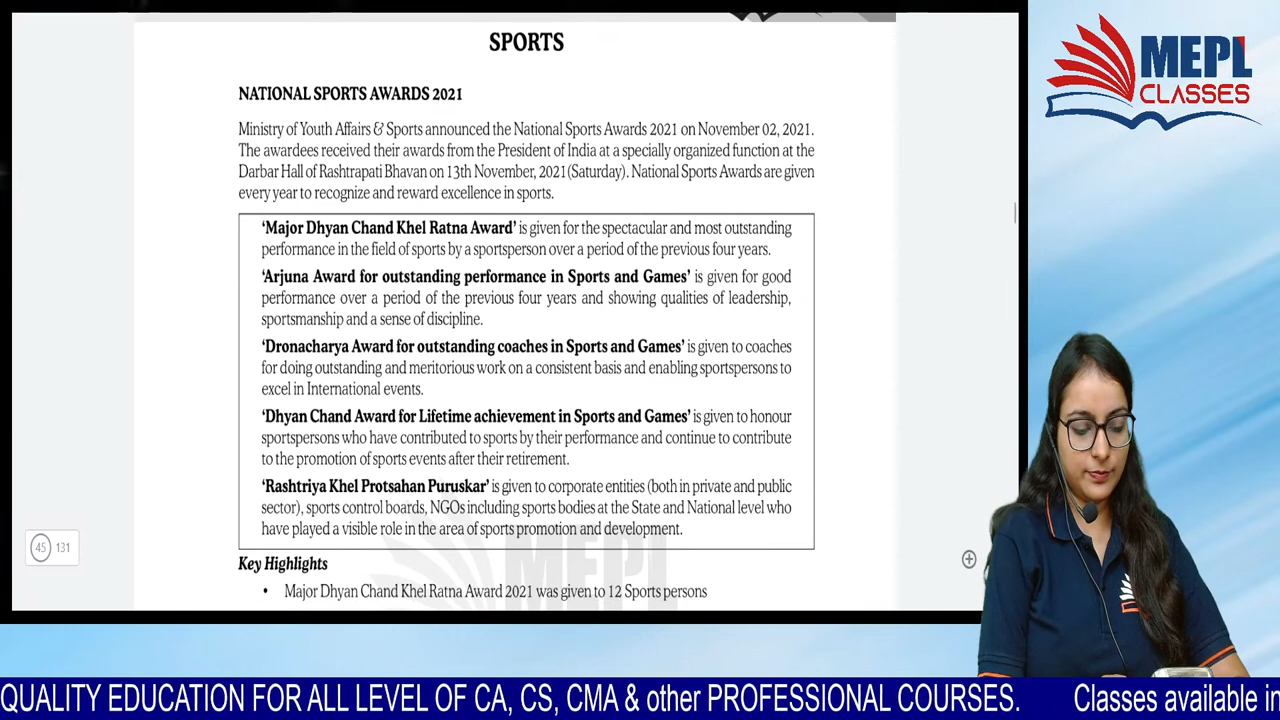 SPORTS
NATIONAL SPORTS AWARDS 2021
Ministry of Youth Affairs & Sports announced the National Sports Awards 2021 on November 02, 2021.
The awardees received their awards from the President of India at a specially organized function at the
Darbar Hall of Rashtrapati Bhavan on 13th November, 2021(Saturday). National Sports Awards are given
every year to recognize and reward excellence in sports.
'Major Dhyan Chand Khel Ratna Award' is given for the spectacular and most outstanding
performance in the field of sports by a sportsperson over a period of the previous four years.
'Arjuna Award for outstanding performance in Sports and Games' is given for good
performance over a period of the previous four years and showing qualities of leadership,
sportsmanship and a sense of discipline.
'Dronacharya Award for outstanding coaches in Sports and Games' is given to coaches
for doing outstanding and meritorious work on a consistent basis and enabling sportspersons to
excel in International events.
'Dhyan Chand Award for Lifetime achievement in Sports and Games' is given to honour
sportspersons who have contributed to sports by their performance and continue to contribute
to the promotion of sports events after their retirement.
'Rashtriya Khel Protsahan Puruskar' is given to corporate entities (both in private and public
sector), sports control boards, NGOs including sports bodies at the State and National level who
have played a visible role in the area of sports promotion and development.
Key Highlights
• Major Dhyan Chand Khel Ratna Award 2021 was given to 12 Sports persons
45 131
MEPL
MEPL
CLASSES
QUALITY EDUCATION FOR ALL LEVEL OF CA, CS, CMA & other PROFESSIONAL COURSES. Classes available in